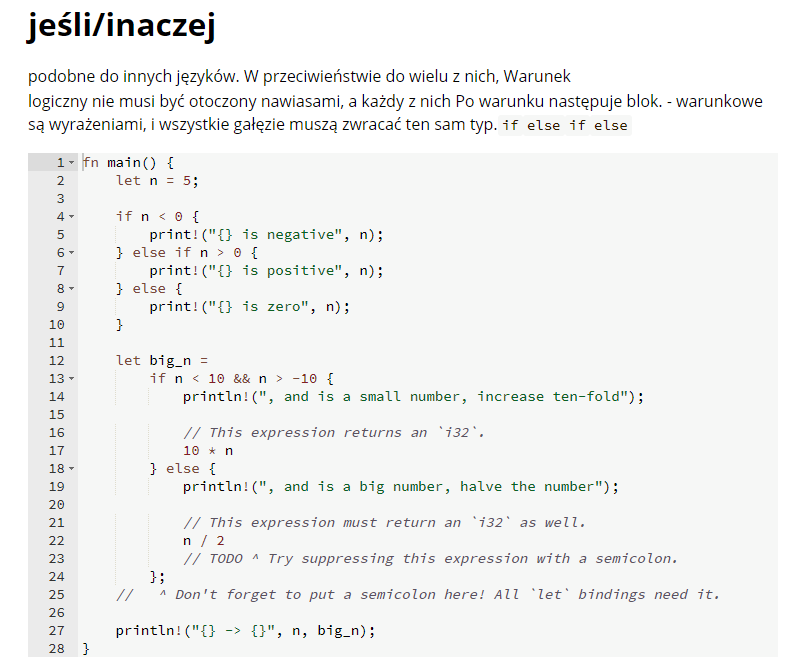 jeśli/inaczej
podobne do innych języków. W przeciwieństwie do wielu z nich, Warunek
logiczny nie musi być otoczony nawiasami, a każdy z nich Po warunku następuje blok. - warunkowe
są wyrażeniami, i wszystkie gałęzie muszą zwracać ten sam typ. if else if else
1 fn main() {
2     let n = 5;
3
4     if n < 0 {
5         print!("{} is negative", n);
6     } else if n > 0 {
7         print!("{} is positive", n);
8     } else {
9         print!("{} is zero", n);
10     }
11
12     let big_n =
13         if n < 10 && n > -10 {
14             println!(", and is a small number, increase ten-fold");
15
16             // This expression returns an `i32`.
17             10 * n
18         } else {
19             println!(", and is a big number, halve the number");
20
21             // This expression must return an `i32` as well.
22             n / 2
23             // TODO ^ Try suppressing this expression with a semicolon.
24         };
25     //   ^ Don't forget to put a semicolon here! All `let` bindings need it.
26
27     println!("{} -> {}", n, big_n);
28 }